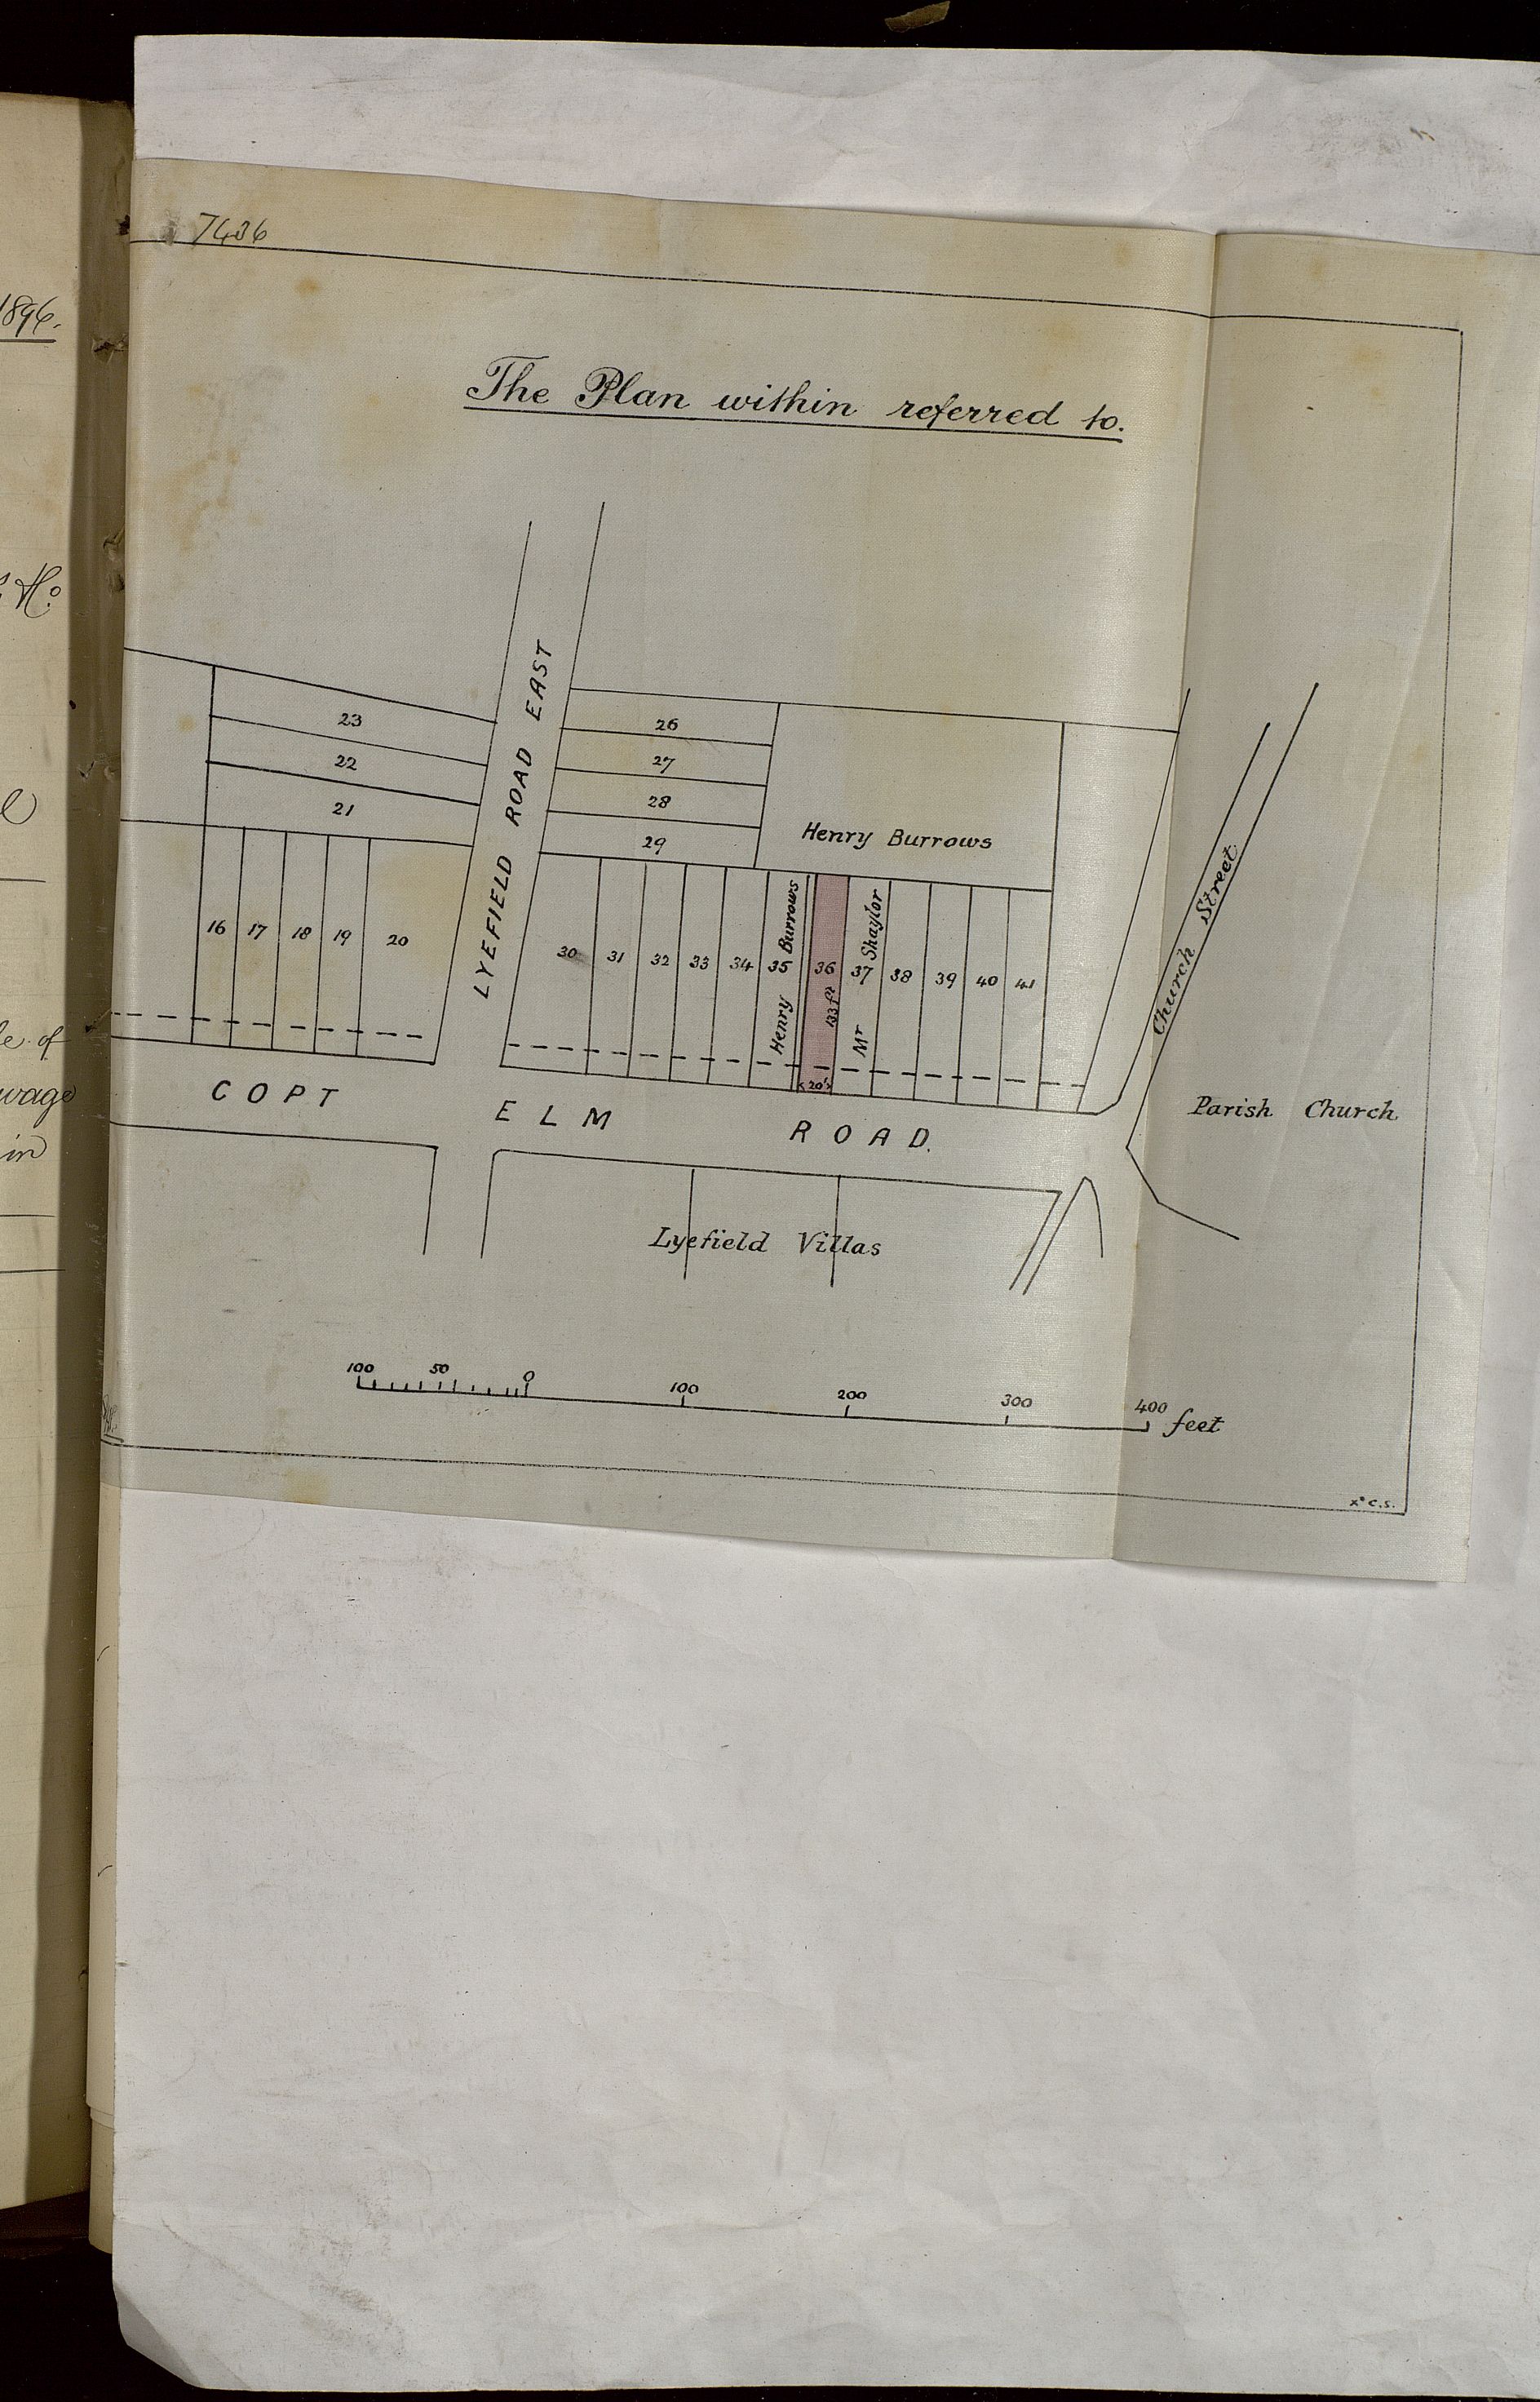 7436
1896.
The Plan within referred to.
LYEFIELD ROAD EAST
23
22
21
26
27
28
29
Henry Burrows
16 17 18 19 20
30 31 32 33 34 35 36 37 38 39 40 41
Henry Burrows
133 ft
20'
Mr Shaylor
Church Street
COPT ELM ROAD.
Parish Church
Lyefield Villas
100 50 0 100 200 300 400 feet
x^d C.S.
of
in